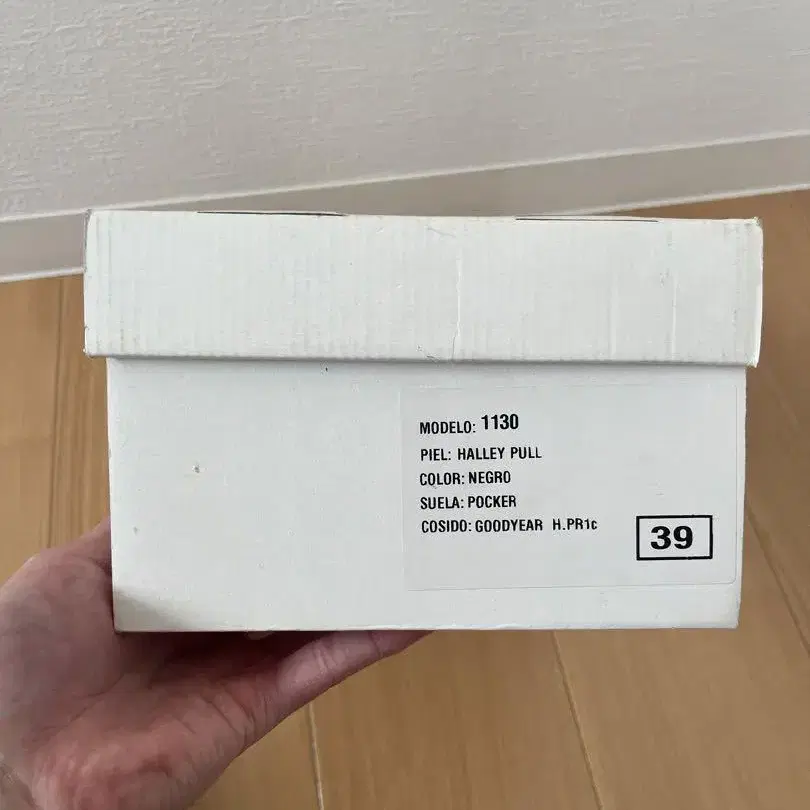 MODELO: 1130
PIEL: HALLEY PULL
COLOR: NEGRO
SUELA: POCKER
COSIDO: GOODYEAR H.PR1c
39